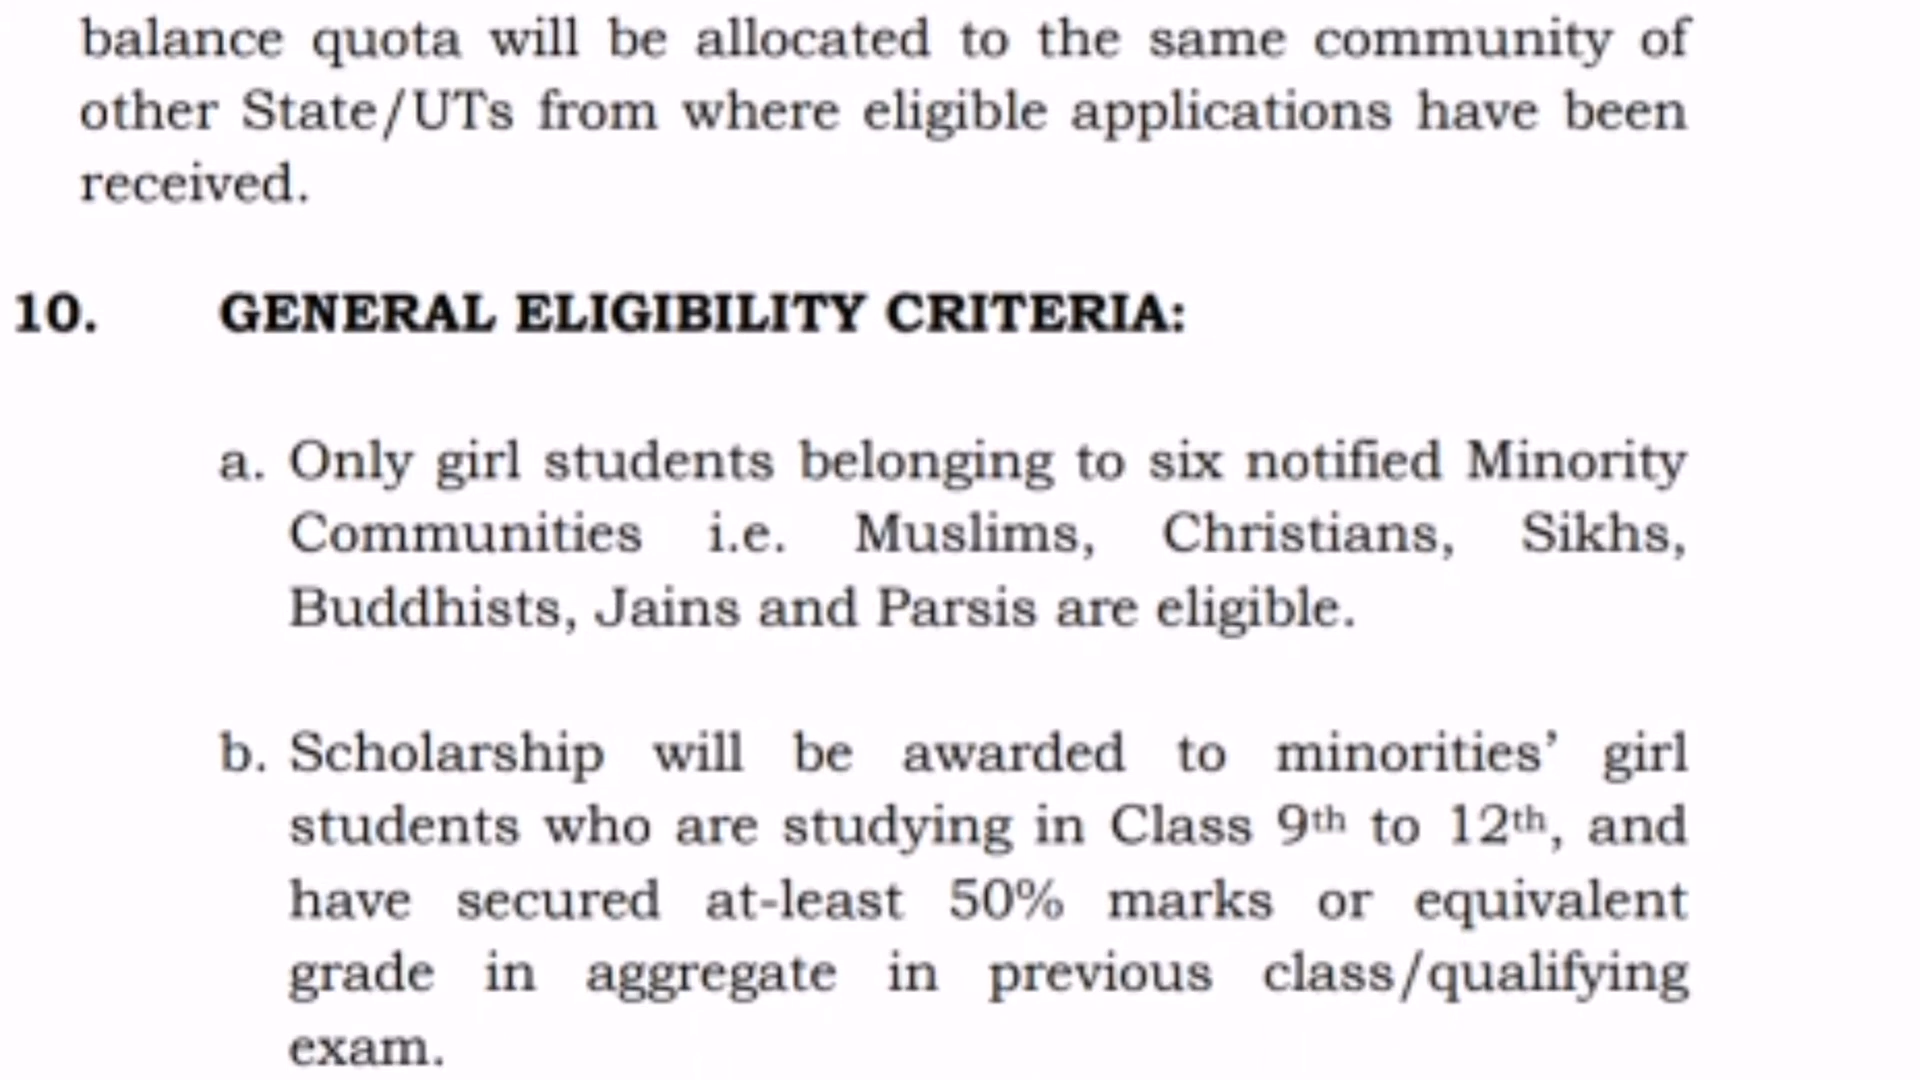 balance quota will be allocated to the same community of
other State/UTs from where eligible applications have been
received.
10. GENERAL ELIGIBILITY CRITERIA:
a. Only girl students belonging to six notified Minority
Communities i.e. Muslims, Christians, Sikhs,
Buddhists, Jains and Parsis are eligible.
b. Scholarship will be awarded to minorities’ girl
students who are studying in Class 9th to 12th, and
have secured at-least 50% marks or equivalent
grade in aggregate in previous class/qualifying
exam.